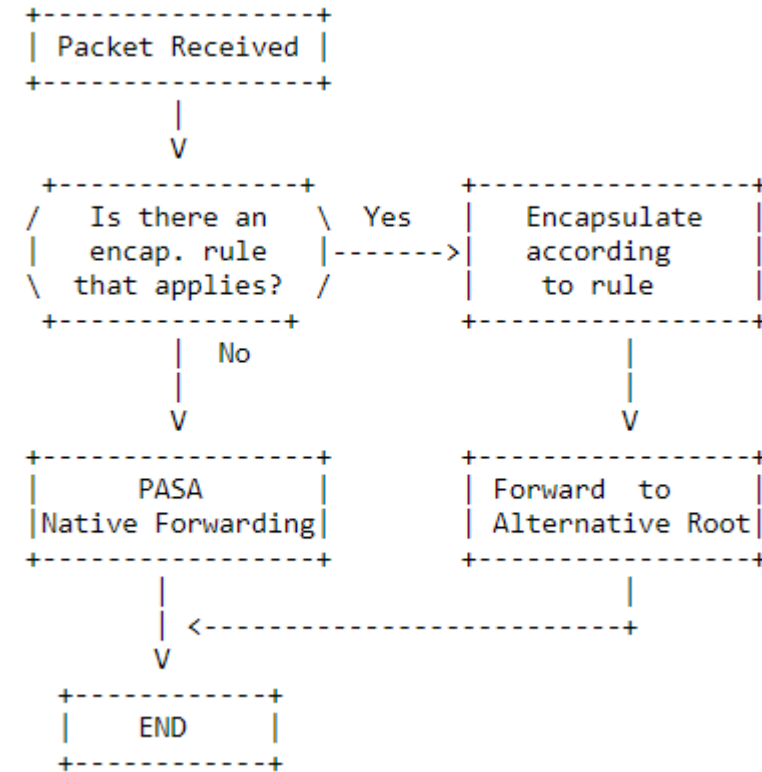 Packet Received
Is there an
encap. rule
that applies?
Yes
Encapsulate
according
to rule
No
PASA
Native Forwarding
Forward to
Alternative Root
END